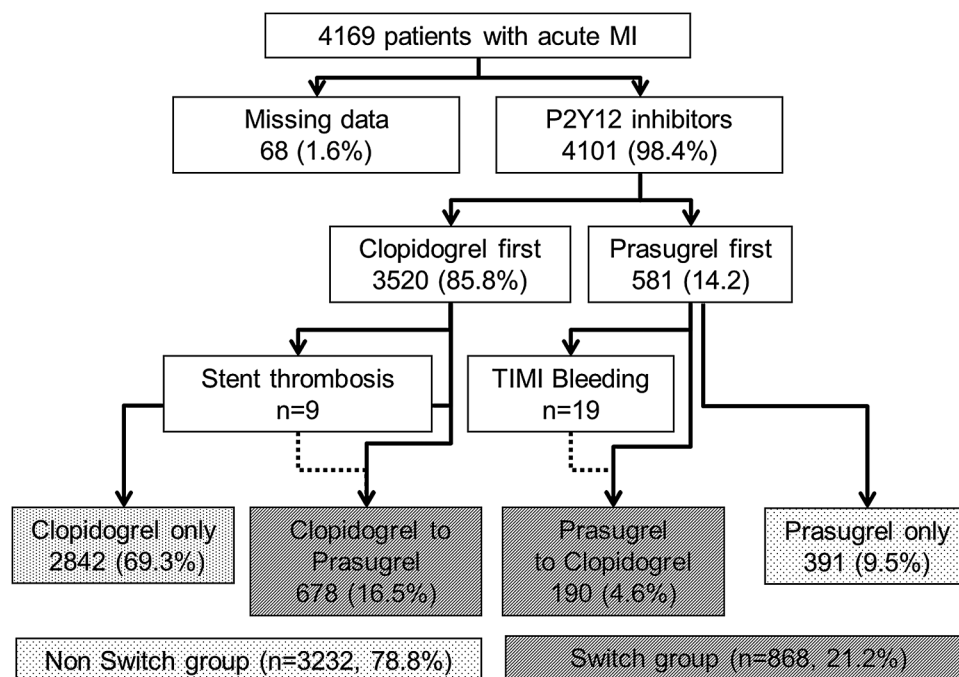 4169 patients with acute MI
Missing data
68 (1.6%)
P2Y12 inhibitors
4101 (98.4%)
Clopidogrel first
3520 (85.8%)
Prasugrel first
581 (14.2)
Stent thrombosis
n=9
TIMI Bleeding
n=19
Clopidogrel only
2842 (69.3%)
Clopidogrel to
Prasugrel
678 (16.5%)
Prasugrel
to Clopidogrel
190 (4.6%)
Prasugrel only
391 (9.5%)
Non Switch group (n=3232, 78.8%)
Switch group (n=868, 21.2%)